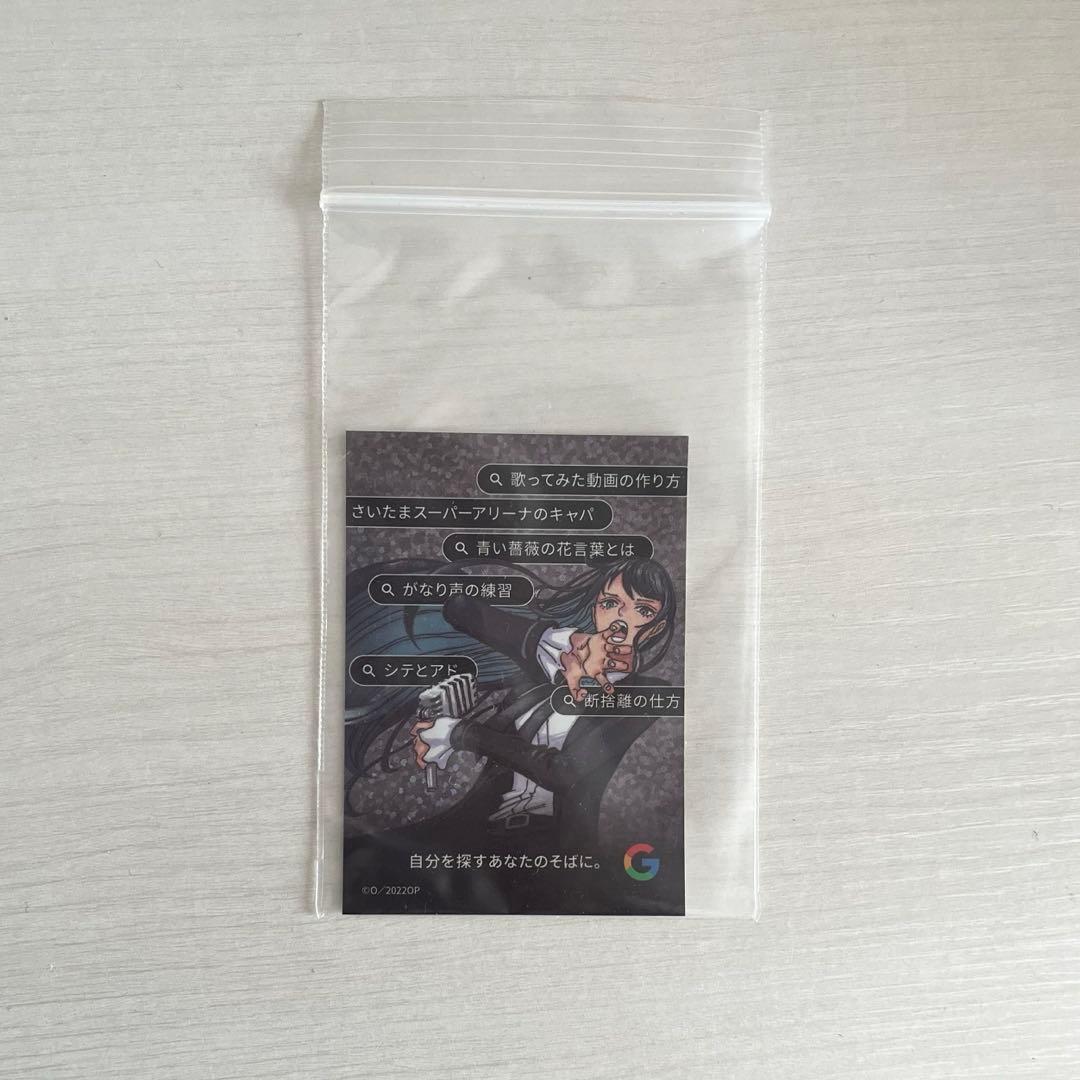 歌ってみた動画の作り方
さいたまスーパーアリーナのキャパ
青い薔薇の花言葉とは
がなり声の練習
シテとアド
断捨離の仕方
自分を探すあなたのそばに。
G
©O／2022OP